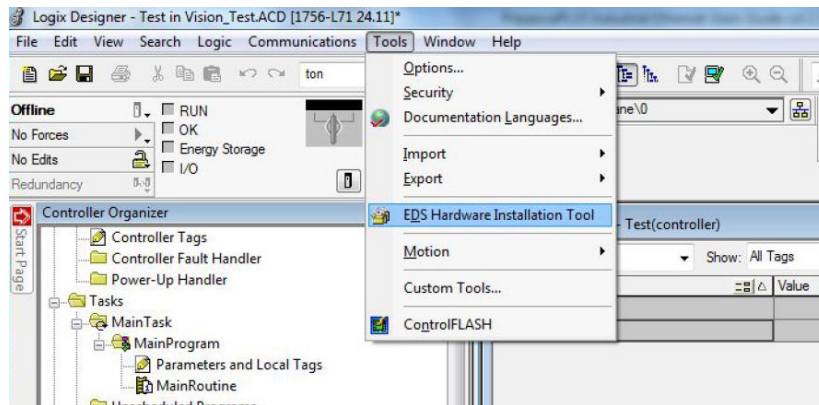 Logix Designer - Test in Vision_Test.ACD [1756-L71 24.11]*
File Edit View Search Logic Communications Tools Window Help
ton
Options...
Security
Documentation Languages...
Import
Export
EDS Hardware Installation Tool
Motion
Custom Tools...
ControlFLASH
Offline
RUN
No Forces
OK
No Edits
Energy Storage
I/O
Redundancy
ane\0
Start Page
Controller Organizer
Controller Tags
Controller Fault Handler
Power-Up Handler
Tasks
MainTask
MainProgram
Parameters and Local Tags
MainRoutine
- Test(controller)
Show: All Tags
Value